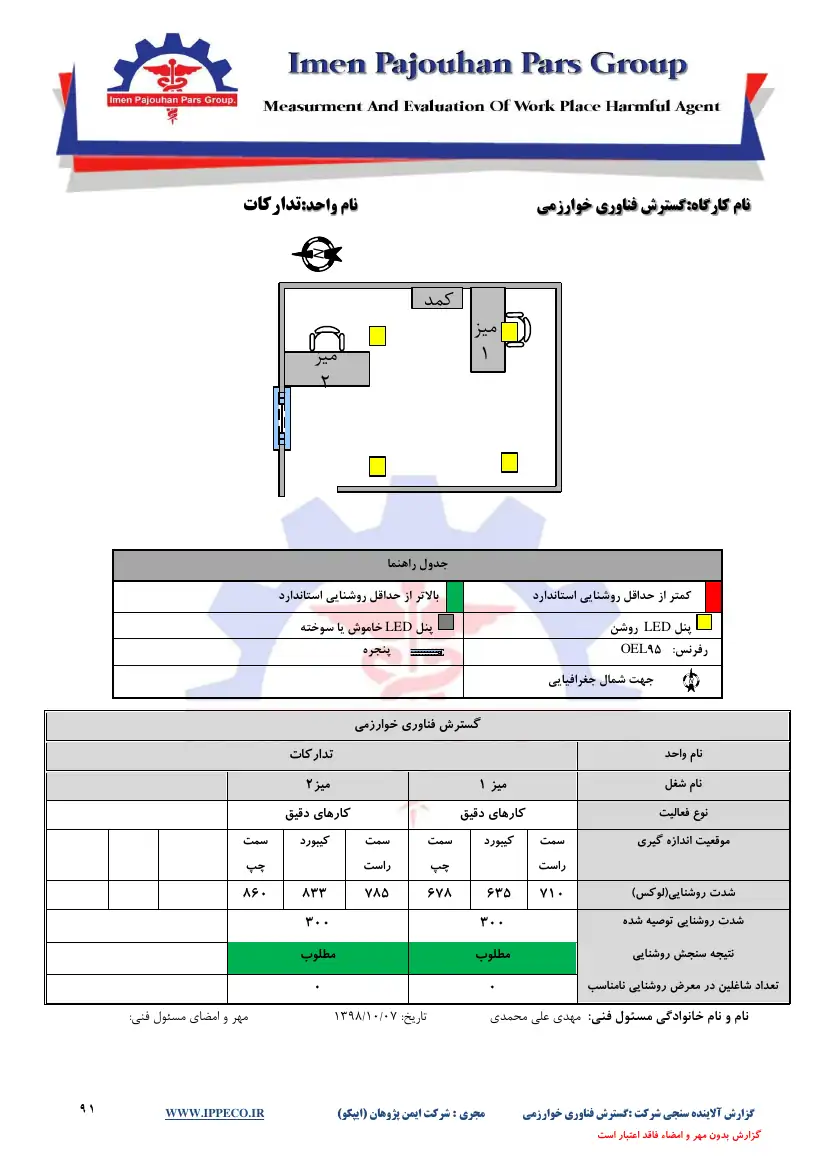 Imen Pajouhan Pars Group
Imen Pajouhan Pars Group.
Measurment And Evaluation Of Work Place Harmful Agent
نام کارگاه:گسترش فناوری خوارزمی نام واحد:تدارکات
N
کمد
میز
۱
میز
۲
جدول راهنما
کمتر از حداقل روشنایی استاندارد بالاتر از حداقل روشنایی استاندارد
پنل LED روشن پنل LED خاموش یا سوخته
رفرنس: OEL۹۵ پنجره
جهت شمال جغرافیایی
گسترش فناوری خوارزمی
نام واحد تدارکات
نام شغل میز ۱ میز۲
نوع فعالیت کارهای دقیق کارهای دقیق
موقعیت اندازه گیری سمت راست کیبورد سمت چپ سمت راست کیبورد سمت چپ
شدت روشنایی(لوکس) ۷۱۰ ۶۳۵ ۶۷۸ ۷۸۵ ۸۳۳ ۸۶۰
شدت روشنایی توصیه شده ۳۰۰ ۳۰۰
نتیجه سنجش روشنایی مطلوب مطلوب
تعداد شاغلین در معرض روشنایی نامناسب ۰ ۰
نام و نام خانوادگی مسئول فنی: مهدی علی محمدی تاریخ: ۱۳۹۸/۱۰/۰۷ مهر و امضای مسئول فنی:
گزارش آلاینده سنجی شرکت :گسترش فناوری خوارزمی مجری : شرکت ایمن پژوهان (ایپکو) WWW.IPPECO.IR ۹۱
گزارش بدون مهر و امضاء فاقد اعتبار است